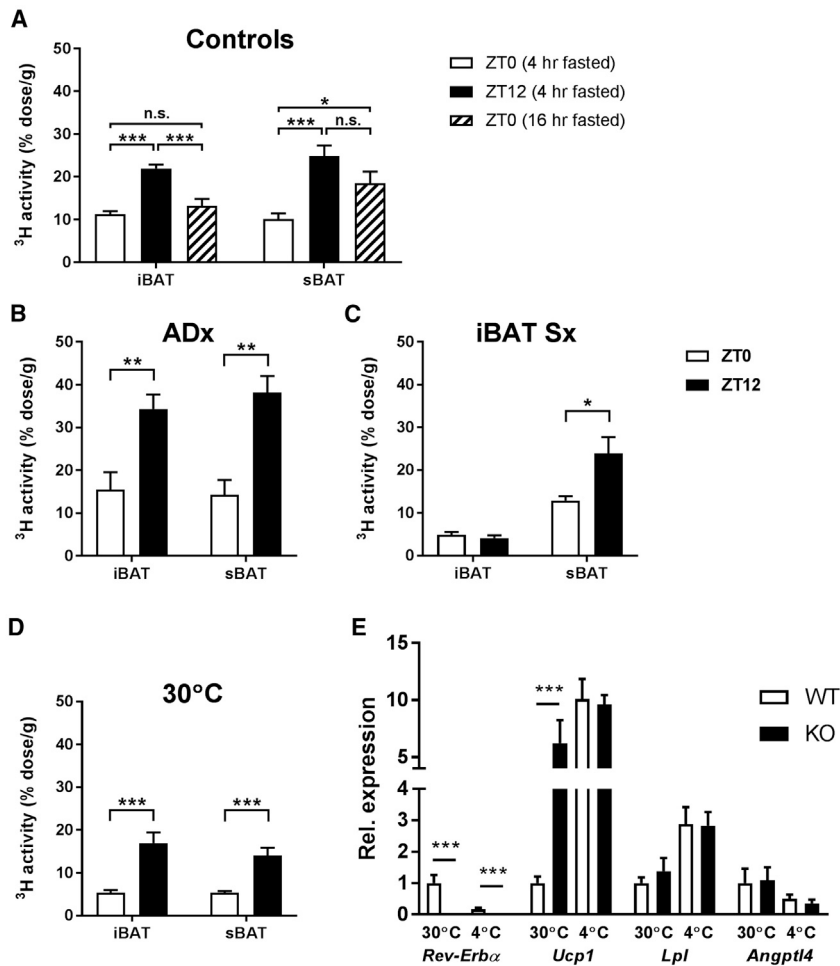 A
Controls
ZT0 (4 hr fasted)
ZT12 (4 hr fasted)
ZT0 (16 hr fasted)
³H activity (% dose/g)
50
40
30
20
10
0
n.s.
*** ***
*
*** n.s.
iBAT sBAT
B
ADx
³H activity (% dose/g)
50
40
30
20
10
0
** **
iBAT sBAT
C
iBAT Sx
ZT0
ZT12
³H activity (% dose/g)
50
40
30
20
10
0
*
iBAT sBAT
D
30°C
³H activity (% dose/g)
50
40
30
20
10
0
*** ***
iBAT sBAT
E
WT
KO
Rel. expression
15
10
5
4
3
2
1
0
***
***
***
30°C 4°C 30°C 4°C 30°C 4°C 30°C 4°C
Rev-Erbα Ucp1 Lpl Angptl4